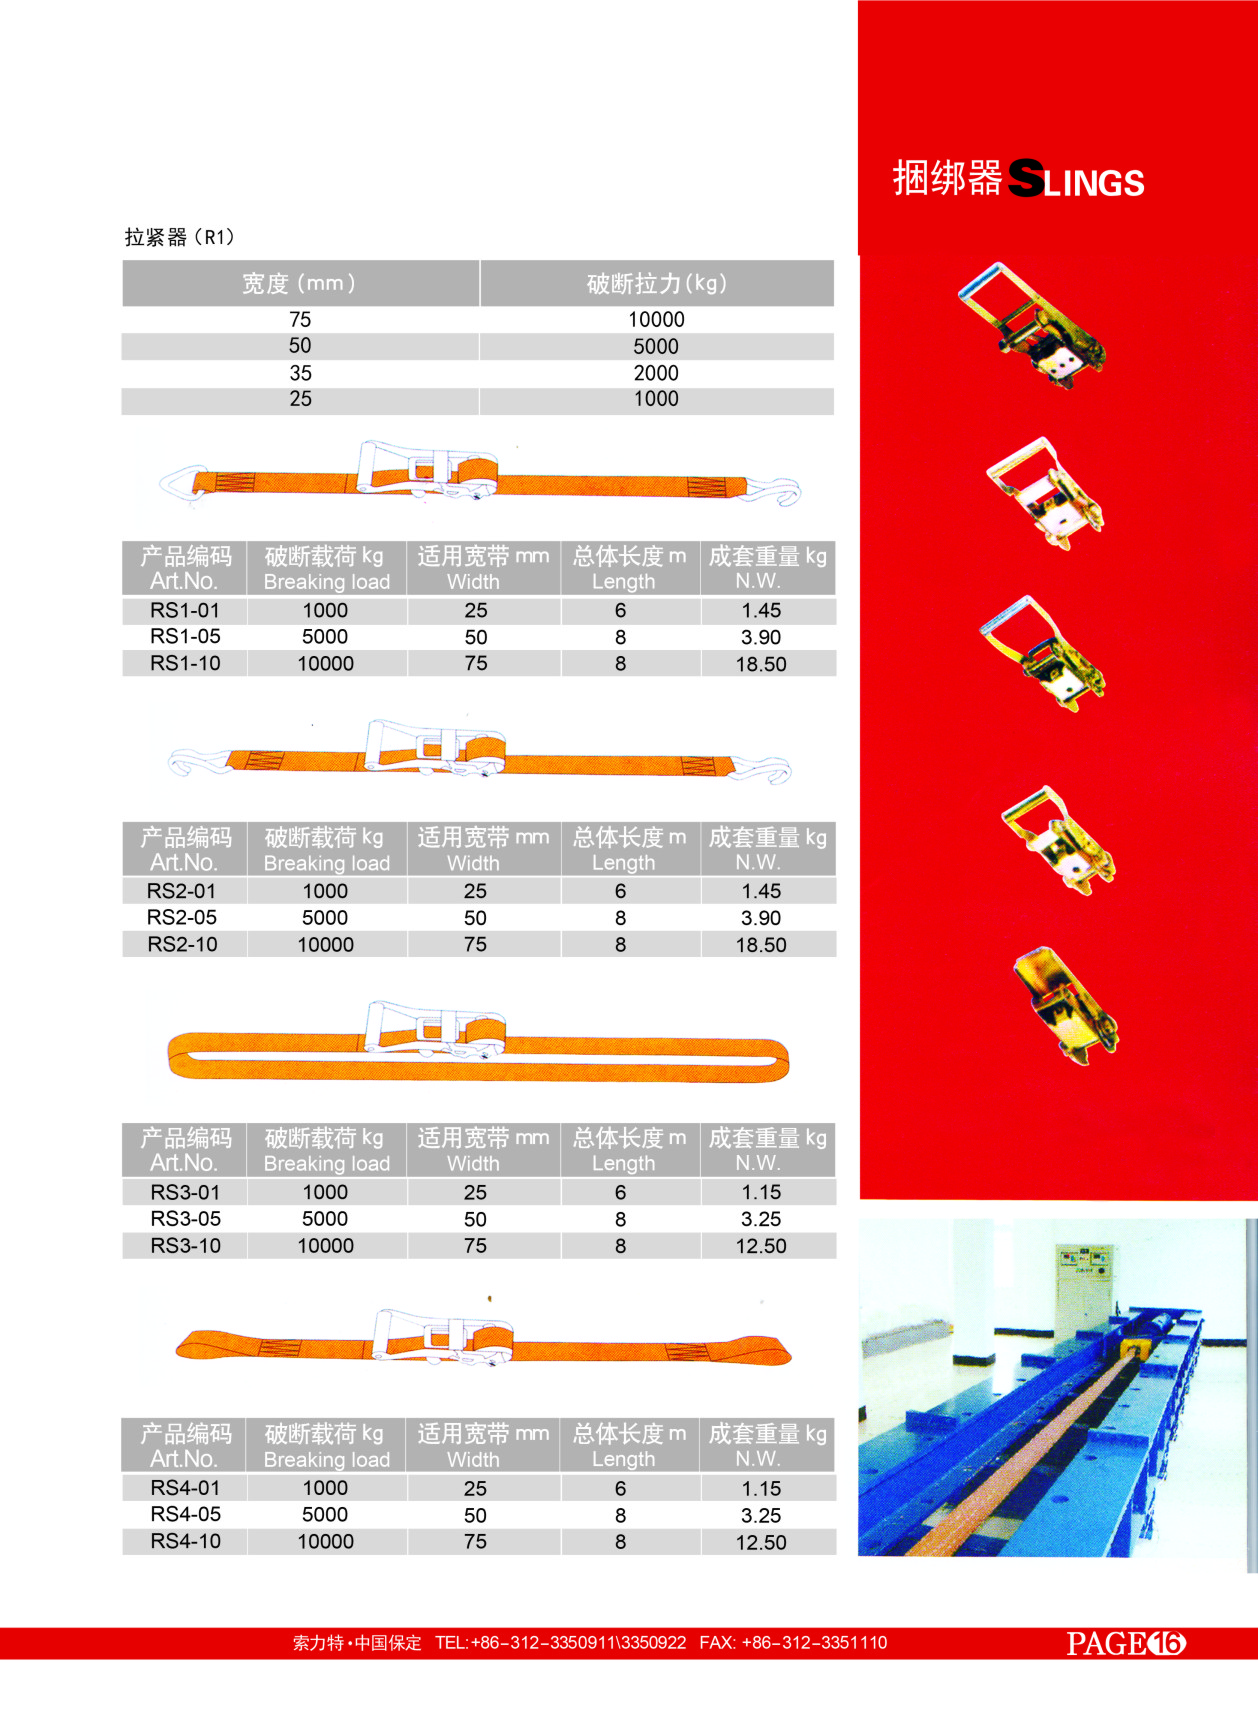 捆绑器 SLINGS
拉紧器（R1）
宽度（mm） 破断拉力(kg)
75 10000
50 5000
35 2000
25 1000
产品编码 破断载荷 kg 适用宽带 mm 总体长度 m 成套重量 kg
Art.No. Breaking load Width Length N.W.
RS1-01 1000 25 6 1.45
RS1-05 5000 50 8 3.90
RS1-10 10000 75 8 18.50
产品编码 破断载荷 kg 适用宽带 mm 总体长度 m 成套重量 kg
Art.No. Breaking load Width Length N.W.
RS2-01 1000 25 6 1.45
RS2-05 5000 50 8 3.90
RS2-10 10000 75 8 18.50
产品编码 破断载荷 kg 适用宽带 mm 总体长度 m 成套重量 kg
Art.No. Breaking load Width Length N.W.
RS3-01 1000 25 6 1.15
RS3-05 5000 50 8 3.25
RS3-10 10000 75 8 12.50
产品编码 破断载荷 kg 适用宽带 mm 总体长度 m 成套重量 kg
Art.No. Breaking load Width Length N.W.
RS4-01 1000 25 6 1.15
RS4-05 5000 50 8 3.25
RS4-10 10000 75 8 12.50
索力特·中国保定 TEL:+86-312-3350911\3350922 FAX: +86-312-3351110
PAGE 16